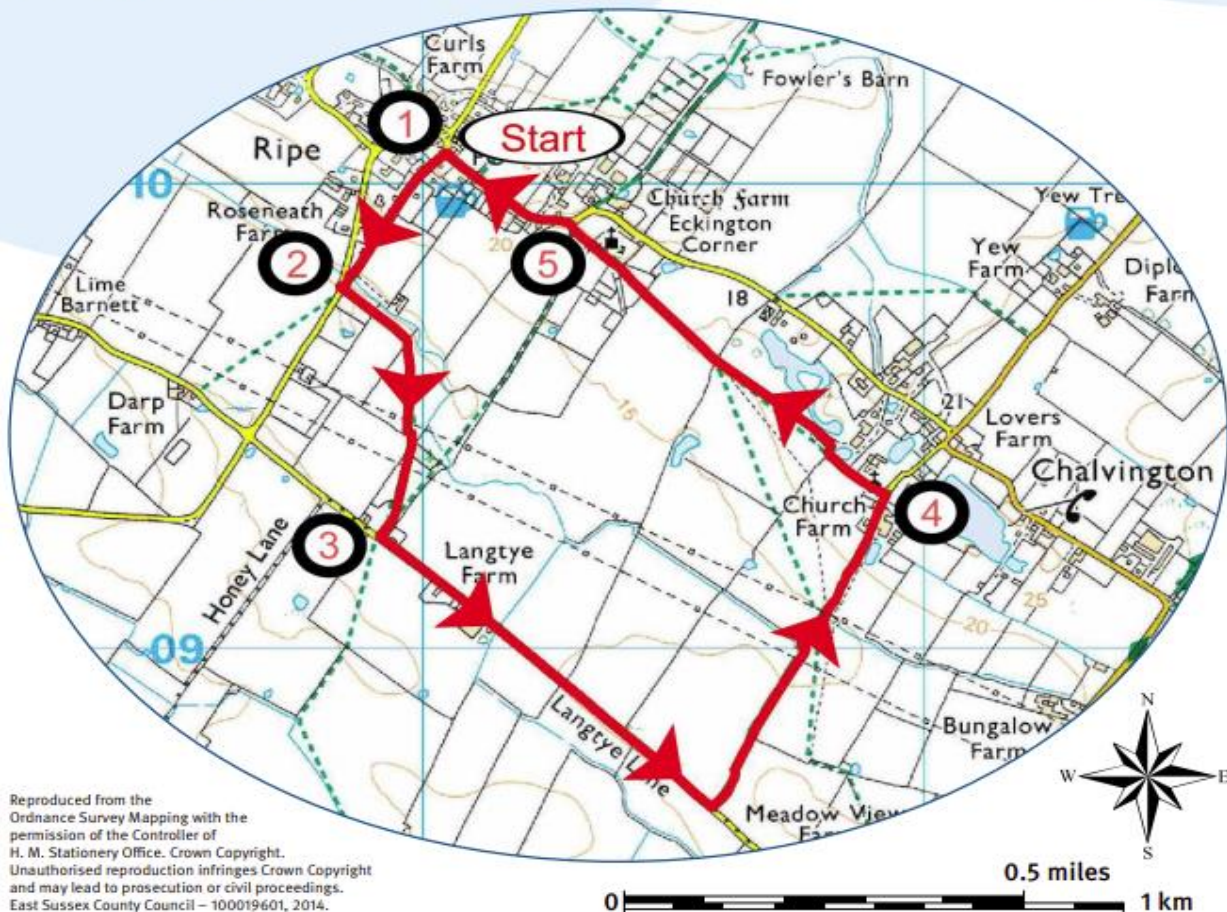 Curls
Farm
Fowler's Barn
1
Start
Ripe
10
Roseneath
Church Farm
Eckington
Corner
Yew Tre
20
2
5
Yew
Farm
Lime
Barnett
18
15
Darp
Farm
21
Lovers
Farm
Chalvington
Church
Farm
4
3
Langtye
Farm
Honey Lane
25
20
09
Langtye Lane
Bungalow
Farm
Meadow View
N
W
E
S
Reproduced from the
Ordnance Survey Mapping with the
permission of the Controller of
H. M. Stationery Office. Crown Copyright.
Unauthorised reproduction infringes Crown Copyright
and may lead to prosecution or civil proceedings.
East Sussex County Council – 100019601, 2014.
0.5 miles
0
1 km